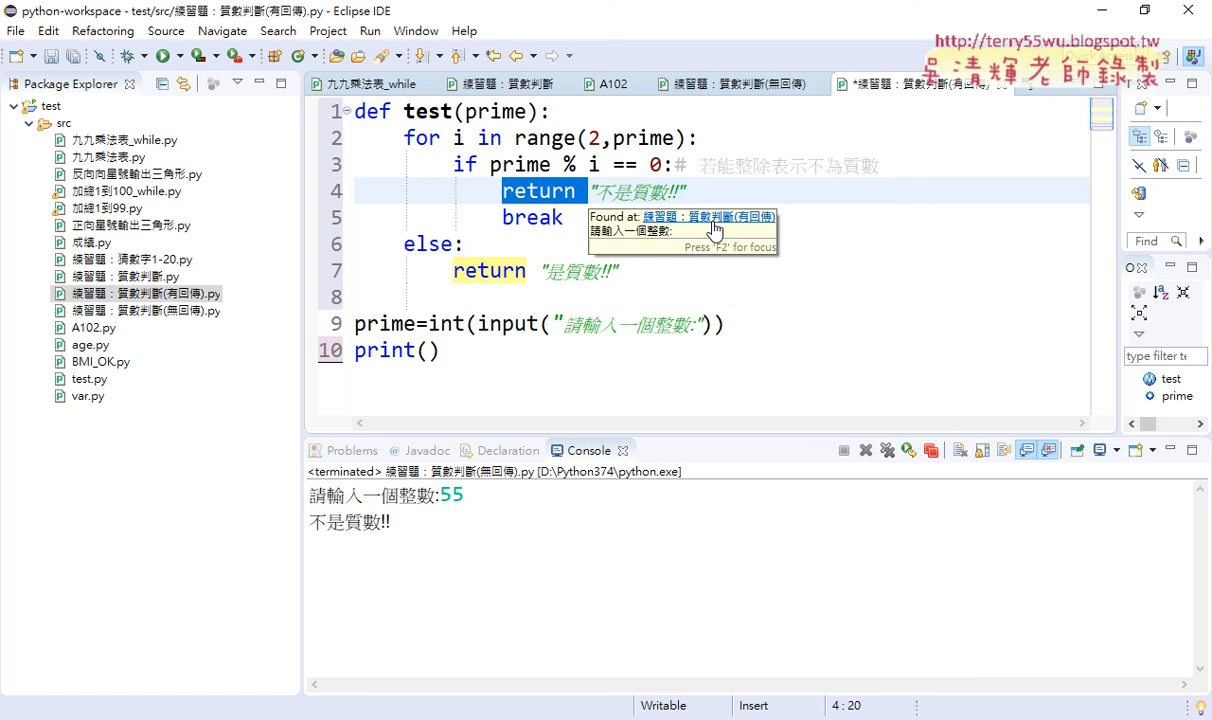 python-workspace - test/src/練習題：質數判斷(有回傳).py - Eclipse IDE
File Edit Refactoring Source Navigate Search Project Run Window Help
http://terry55wu.blogspot.tw
吳清輝老師錄製
Package Explorer
九九乘法表_while
練習題：質數判斷
A102
練習題：質數判斷(無回傳)
*練習題：質數判斷(有回傳)
test
src
九九乘法表_while.py
九九乘法表.py
反向向星號輸出三角形.py
加總1到100_while.py
加總1到99.py
正向星號輸出三角形.py
成績.py
練習題：猜數字1-20.py
練習題：質數判斷.py
練習題：質數判斷(有回傳).py
練習題：質數判斷(無回傳).py
A102.py
age.py
BMI_OK.py
test.py
var.py
1 def test(prime):
2 for i in range(2,prime):
3 if prime % i == 0:# 若能整除表示不為質數
4 return "不是質數!!"
5 break
6 else:
7 return "是質數!!"
8
9 prime=int(input("請輸入一個整數:"))
10 print()
Found at: 練習題：質數判斷(有回傳)
請輸入一個整數:
Press 'F2' for focus
Find
type filter te
test
prime
Problems @ Javadoc Declaration Console
<terminated> 練習題：質數判斷(無回傳).py [D:\Python374\python.exe]
請輸入一個整數:55
不是質數!!
Writable Insert 4 : 20